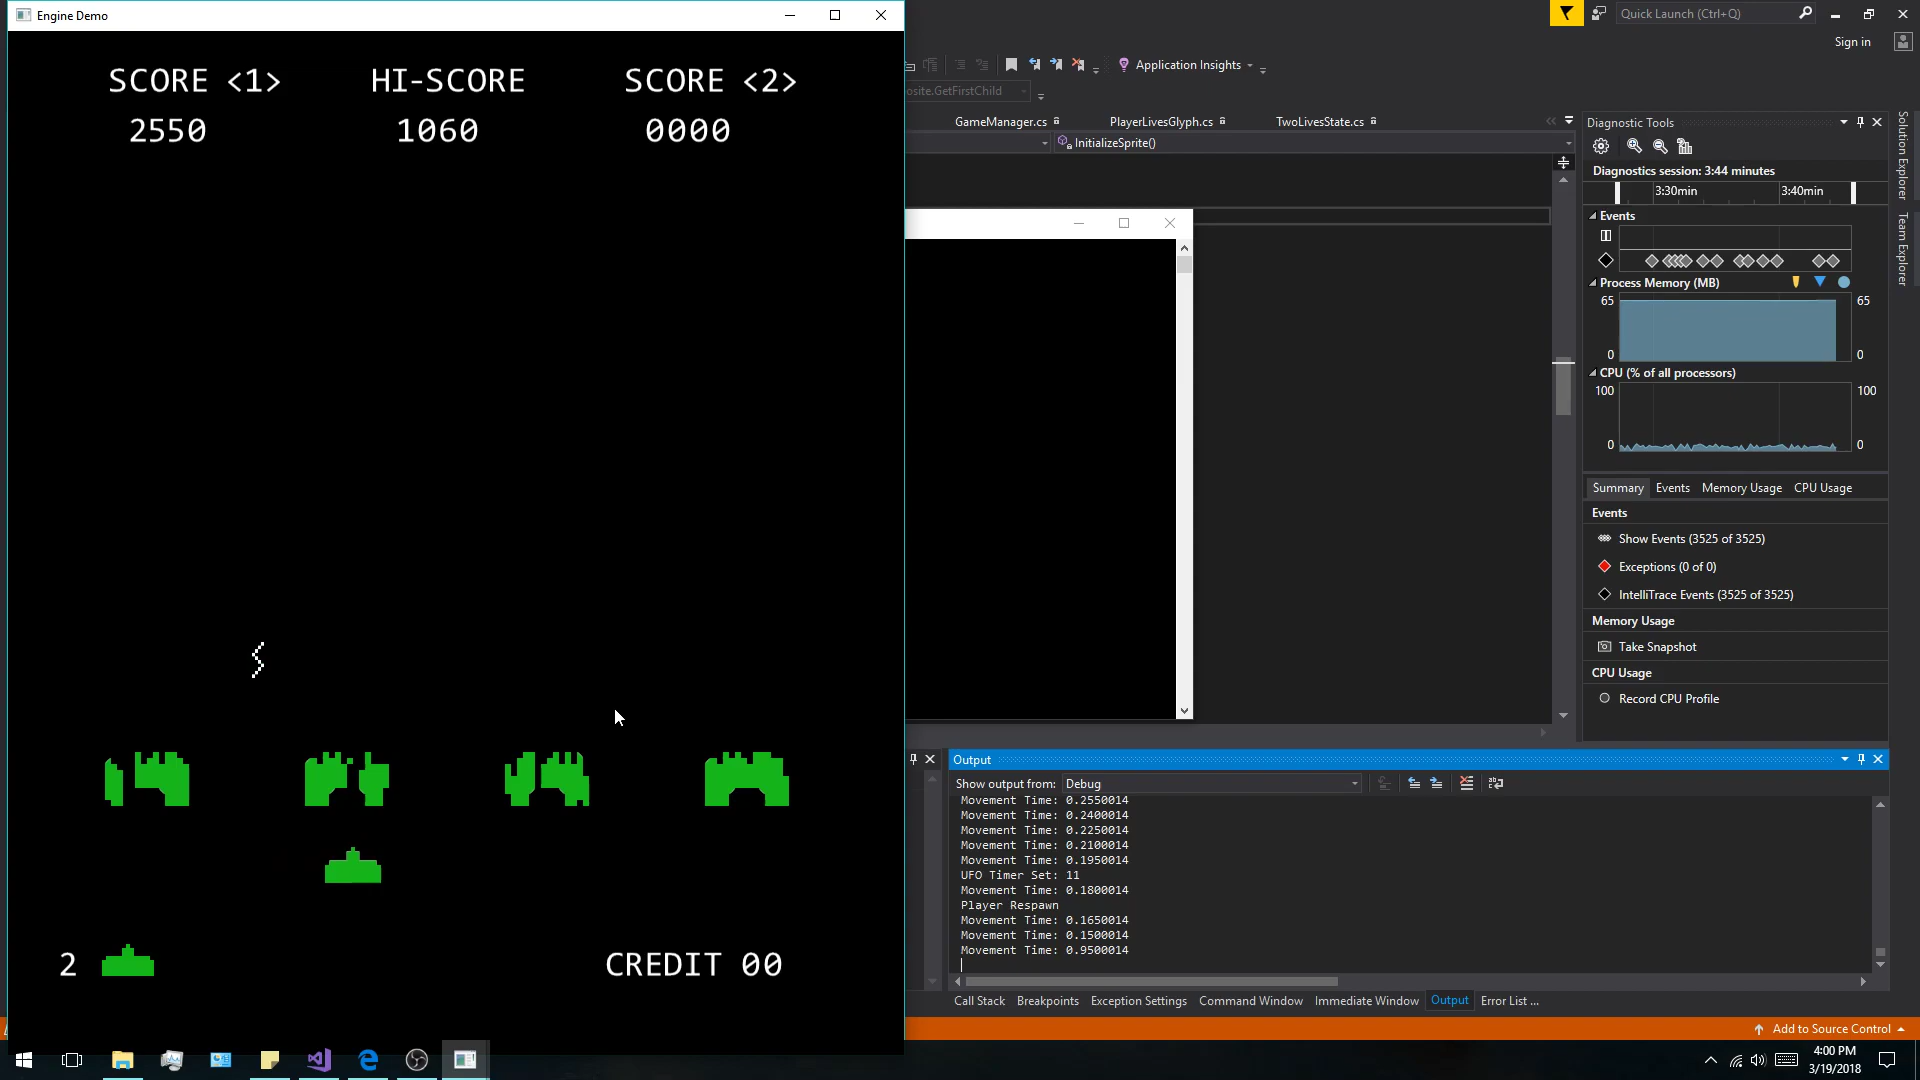 Engine Demo
SCORE <1> HI-SCORE SCORE <2>
2550 1060 0000
2 CREDIT 00
Quick Launch (Ctrl+Q)
Sign in
Application Insights
osite.GetFirstChild
GameManager.cs PlayerLivesGlyph.cs TwoLivesState.cs
InitializeSprite()
Diagnostic Tools
Diagnostics session: 3:44 minutes
3:30min 3:40min
Events
Process Memory (MB)
65 65
0 0
CPU (% of all processors)
100 100
0 0
Summary Events Memory Usage CPU Usage
Events
Show Events (3525 of 3525)
Exceptions (0 of 0)
IntelliTrace Events (3525 of 3525)
Memory Usage
Take Snapshot
CPU Usage
Record CPU Profile
Solution Explorer
Team Explorer
Output
Show output from: Debug
Movement Time: 0.2550014
Movement Time: 0.2400014
Movement Time: 0.2250014
Movement Time: 0.2100014
Movement Time: 0.1950014
UFO Timer Set: 11
Movement Time: 0.1800014
Player Respawn
Movement Time: 0.1650014
Movement Time: 0.1500014
Movement Time: 0.9500014
Call Stack Breakpoints Exception Settings Command Window Immediate Window Output Error List ...
Add to Source Control
4:00 PM
3/19/2018